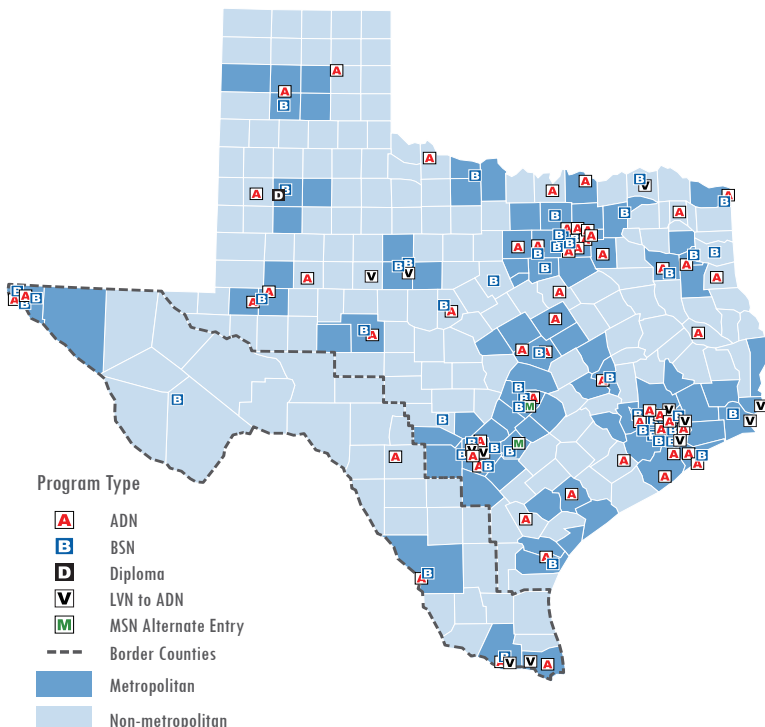 Program Type
A ADN
B BSN
D Diploma
V LVN to ADN
M MSN Alternate Entry
Border Counties
Metropolitan
Non-metropolitan